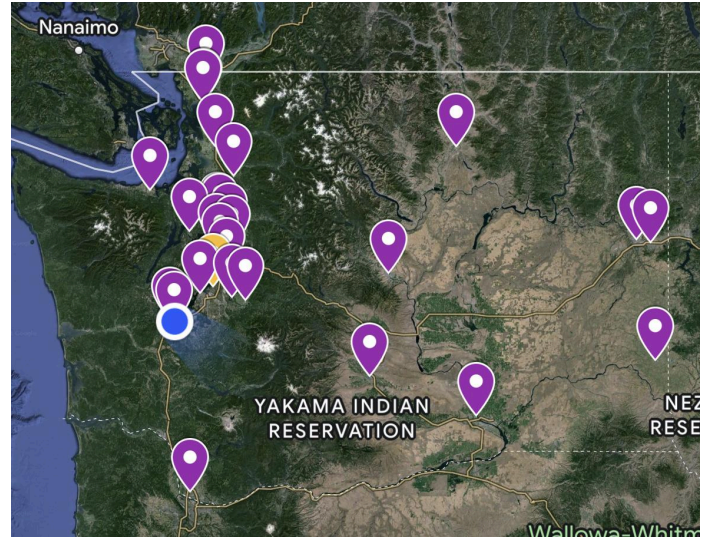 Nanaimo
YAKAMA INDIAN
RESERVATION
NEZ
RESE
Wallowa-Whitm